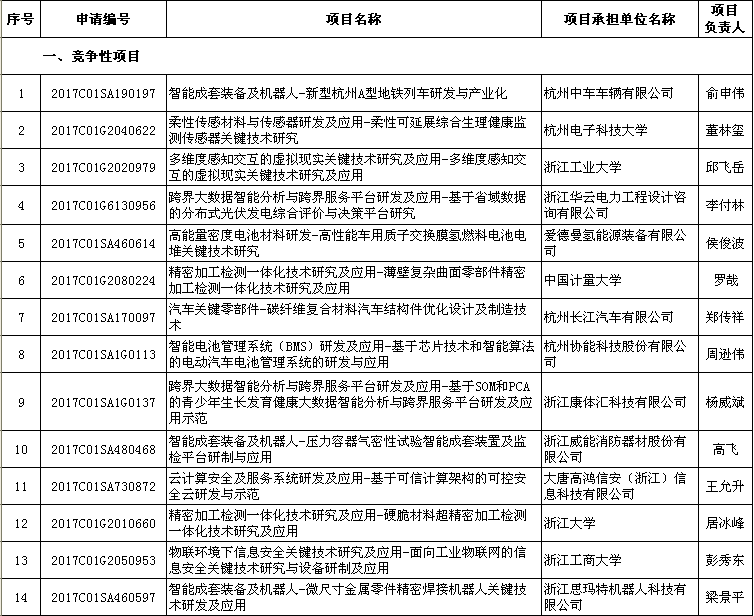 序号 申请编号 项目名称 项目承担单位名称 项目
负责人
一、竞争性项目
1 2017C01SA190197 智能成套装备及机器人-新型杭州A型地铁列车研发与产业化 杭州中车车辆有限公司 俞申伟
2 2017C01G2040622 柔性传感材料与传感器研发及应用-柔性可延展综合生理健康监
测传感器关键技术研究 杭州电子科技大学 董林玺
3 2017C01G2020979 多维度感知交互的虚拟现实关键技术研究及应用-多维度感知交
互的虚拟现实关键技术研究及应用 浙江工业大学 邱飞岳
4 2017C01G6130956 跨界大数据智能分析与跨界服务平台研发及应用-基于省域数据
的分布式光伏发电综合评价与决策平台研究 浙江华云电力工程设计咨
询有限公司 李付林
5 2017C01SA460614 高能量密度电池材料研发-高性能车用质子交换膜氢燃料电池电
堆关键技术研究 爱德曼氢能源装备有限公
司 侯俊波
6 2017C01G2080224 精密加工检测一体化技术研究及应用-薄壁复杂曲面零部件精密
加工检测一体化技术研究及应用 中国计量大学 罗哉
7 2017C01SA170097 汽车关键零部件-碳纤维复合材料汽车结构件优化设计及制造技
术 杭州长江汽车有限公司 郑传祥
8 2017C01SA1G0113 智能电池管理系统（BMS）研发及应用-基于芯片技术和智能算法
的电动汽车电池管理系统的研发与应用 杭州协能科技股份有限公
司 周逊伟
9 2017C01SA1G0137 跨界大数据智能分析与跨界服务平台研发及应用-基于SOM和PCA
的青少年生长发育健康大数据智能分析与跨界服务平台研发及应
用示范 浙江康体汇科技有限公司 杨威斌
10 2017C01SA480468 智能成套装备及机器人-压力容器气密性试验智能成套装置及监
检平台研制与应用 浙江威能消防器材股份有
限公司 高飞
11 2017C01SA730872 云计算安全及服务系统研发及应用-基于可信计算架构的可控安
全云研发与示范 大唐高鸿信安（浙江）信
息科技有限公司 王允升
12 2017C01G2010660 精密加工检测一体化技术研究及应用-硬脆材料超精密加工检测
一体化技术研究及应用 浙江大学 居冰峰
13 2017C01G2050953 物联环境下信息安全关键技术研究及应用-面向工业物联网的信
息安全关键技术研究与设备研制及应用 浙江工商大学 彭秀东
14 2017C01SA460597 智能成套装备及机器人-微尺寸金属零件精密焊接机器人关键技
术研发及应用 浙江思玛特机器人科技有
限公司 梁景平